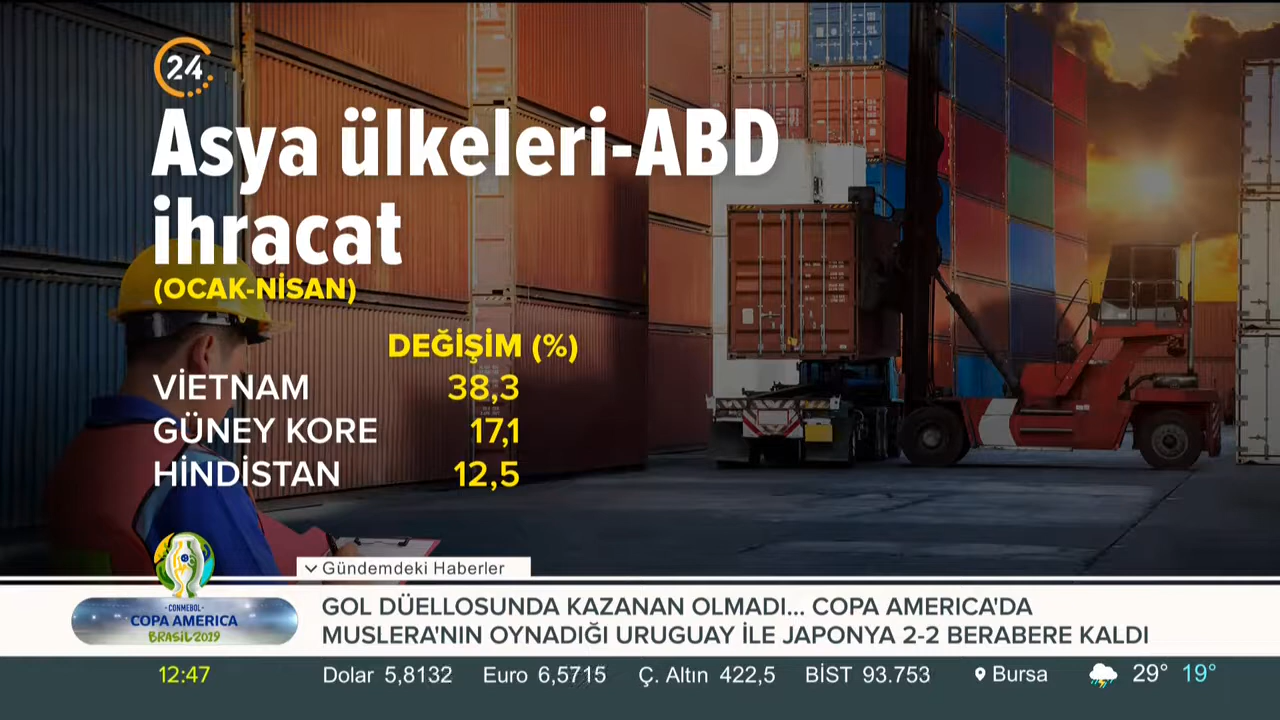 24
Asya ülkeleri-ABD
ihracat
(OCAK-NİSAN)
DEĞİŞİM (%)
VİETNAM 38,3
GÜNEY KORE 17,1
HİNDİSTAN 12,5
Gündemdeki Haberler
CONMEBOL
COPA AMERICA
BRASIL 2019
GOL DÜELLOSUNDA KAZANAN OLMADI... COPA AMERICA'DA
MUSLERA'NIN OYNADIĞI URUGUAY İLE JAPONYA 2-2 BERABERE KALDI
12:47 Dolar 5,8132 Euro 6,5715 Ç. Altın 422,5 BİST 93.753 Bursa 29° 19°